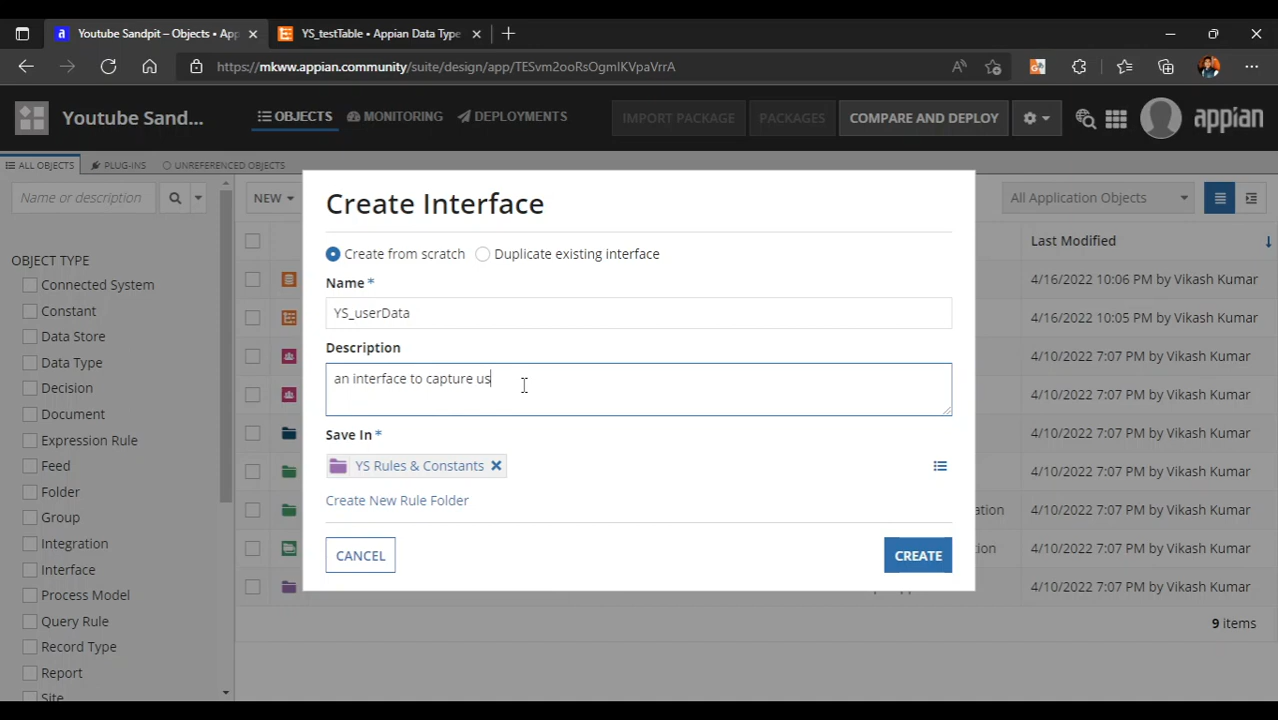 Youtube Sandpit – Objects • App
YS_testTable • Appian Data Type
https://mkww.appian.community/suite/design/app/TESvm2ooRsOgmIKVpaVrrA
Youtube Sand...
OBJECTS
MONITORING
DEPLOYMENTS
IMPORT PACKAGE
PACKAGES
COMPARE AND DEPLOY
appian
ALL OBJECTS
PLUG-INS
UNREFERENCED OBJECTS
Name or description
NEW
All Application Objects
OBJECT TYPE
Connected System
Constant
Data Store
Data Type
Decision
Document
Expression Rule
Feed
Folder
Group
Integration
Interface
Process Model
Query Rule
Record Type
Report
Site
Create Interface
Create from scratch
Duplicate existing interface
Name *
YS_userData
Description
an interface to capture us
Save In *
YS Rules & Constants
Create New Rule Folder
CANCEL
CREATE
Last Modified
4/16/2022 10:06 PM by Vikash Kumar
4/16/2022 10:05 PM by Vikash Kumar
4/10/2022 7:07 PM by Vikash Kumar
4/10/2022 7:07 PM by Vikash Kumar
4/10/2022 7:07 PM by Vikash Kumar
4/10/2022 7:07 PM by Vikash Kumar
ation
4/10/2022 7:07 PM by Vikash Kumar
ion
4/10/2022 7:07 PM by Vikash Kumar
4/10/2022 7:07 PM by Vikash Kumar
9 items